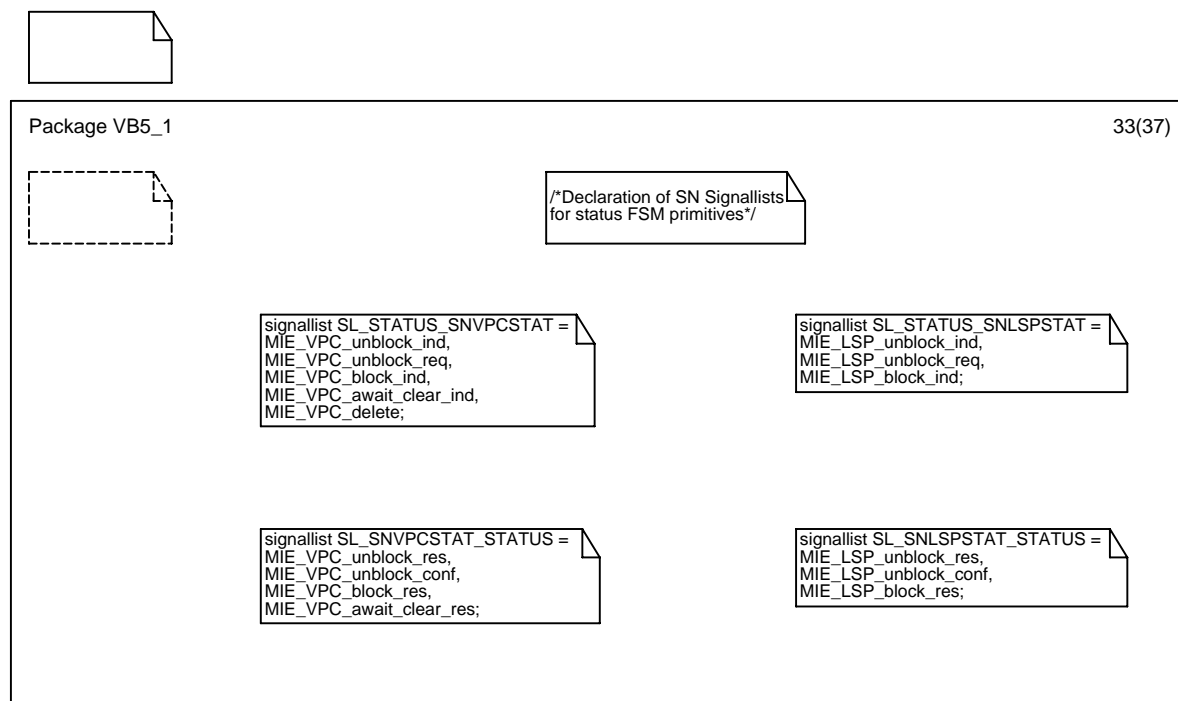 Package VB5_1
33(37)
/*Declaration of SN Signallists
for status FSM primitives*/
signallist SL_STATUS_SNVPCSTAT =
MIE_VPC_unblock_ind,
MIE_VPC_unblock_req,
MIE_VPC_block_ind,
MIE_VPC_await_clear_ind,
MIE_VPC_delete;
signallist SL_STATUS_SNLSPSTAT =
MIE_LSP_unblock_ind,
MIE_LSP_unblock_req,
MIE_LSP_block_ind;
signallist SL_SNVPCSTAT_STATUS =
MIE_VPC_unblock_res,
MIE_VPC_unblock_conf,
MIE_VPC_block_res,
MIE_VPC_await_clear_res;
signallist SL_SNLSPSTAT_STATUS =
MIE_LSP_unblock_res,
MIE_LSP_unblock_conf,
MIE_LSP_block_res;